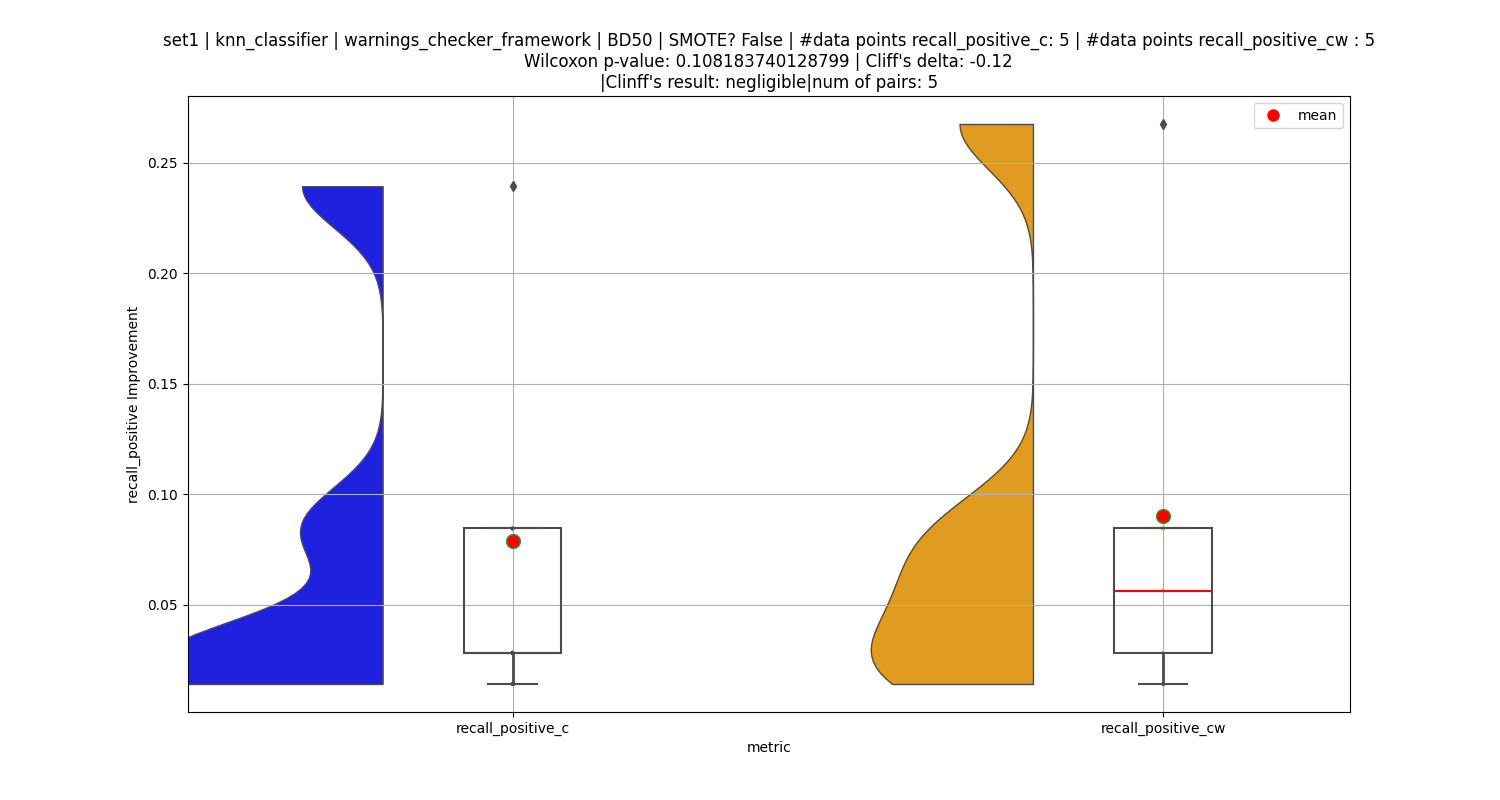 set1 | knn_classifier | warnings_checker_framework | BD50 | SMOTE? False | #data points recall_positive_c: 5 | #data points recall_positive_cw : 5
Wilcoxon p-value: 0.108183740128799 | Cliff's delta: -0.12
|Clinff's result: negligible|num of pairs: 5
mean
0.25
0.20
0.15
0.10
0.05
recall_positive Improvement
recall_positive_c
recall_positive_cw
metric